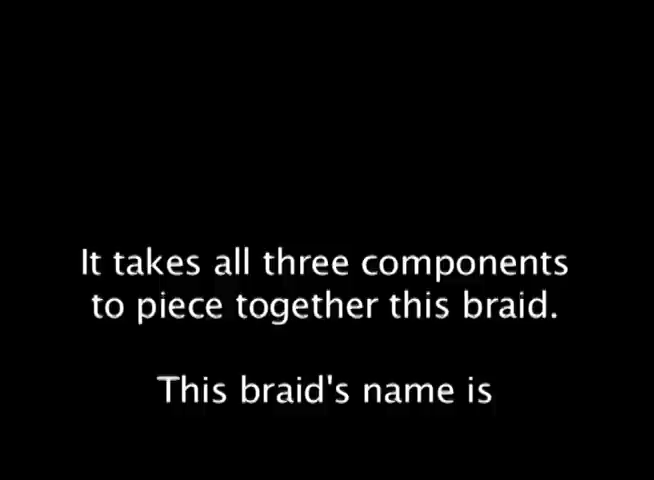 It takes all three components
to piece together this braid.
This braid's name is